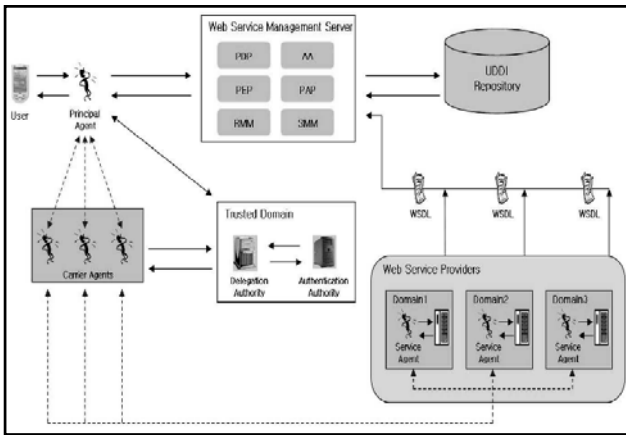 Web Service Management Server
PDP
AA
PEP
PAP
RMM
SMM
UDDI
Repository
User
Principal
Agent
WSDL
WSDL
WSDL
Trusted Domain
Delegation
Authority
Authentication
Authority
Carrier Agents
Web Service Providers
Domain1
Domain2
Domain3
Service
Agent
Service
Agent
Service
Agent